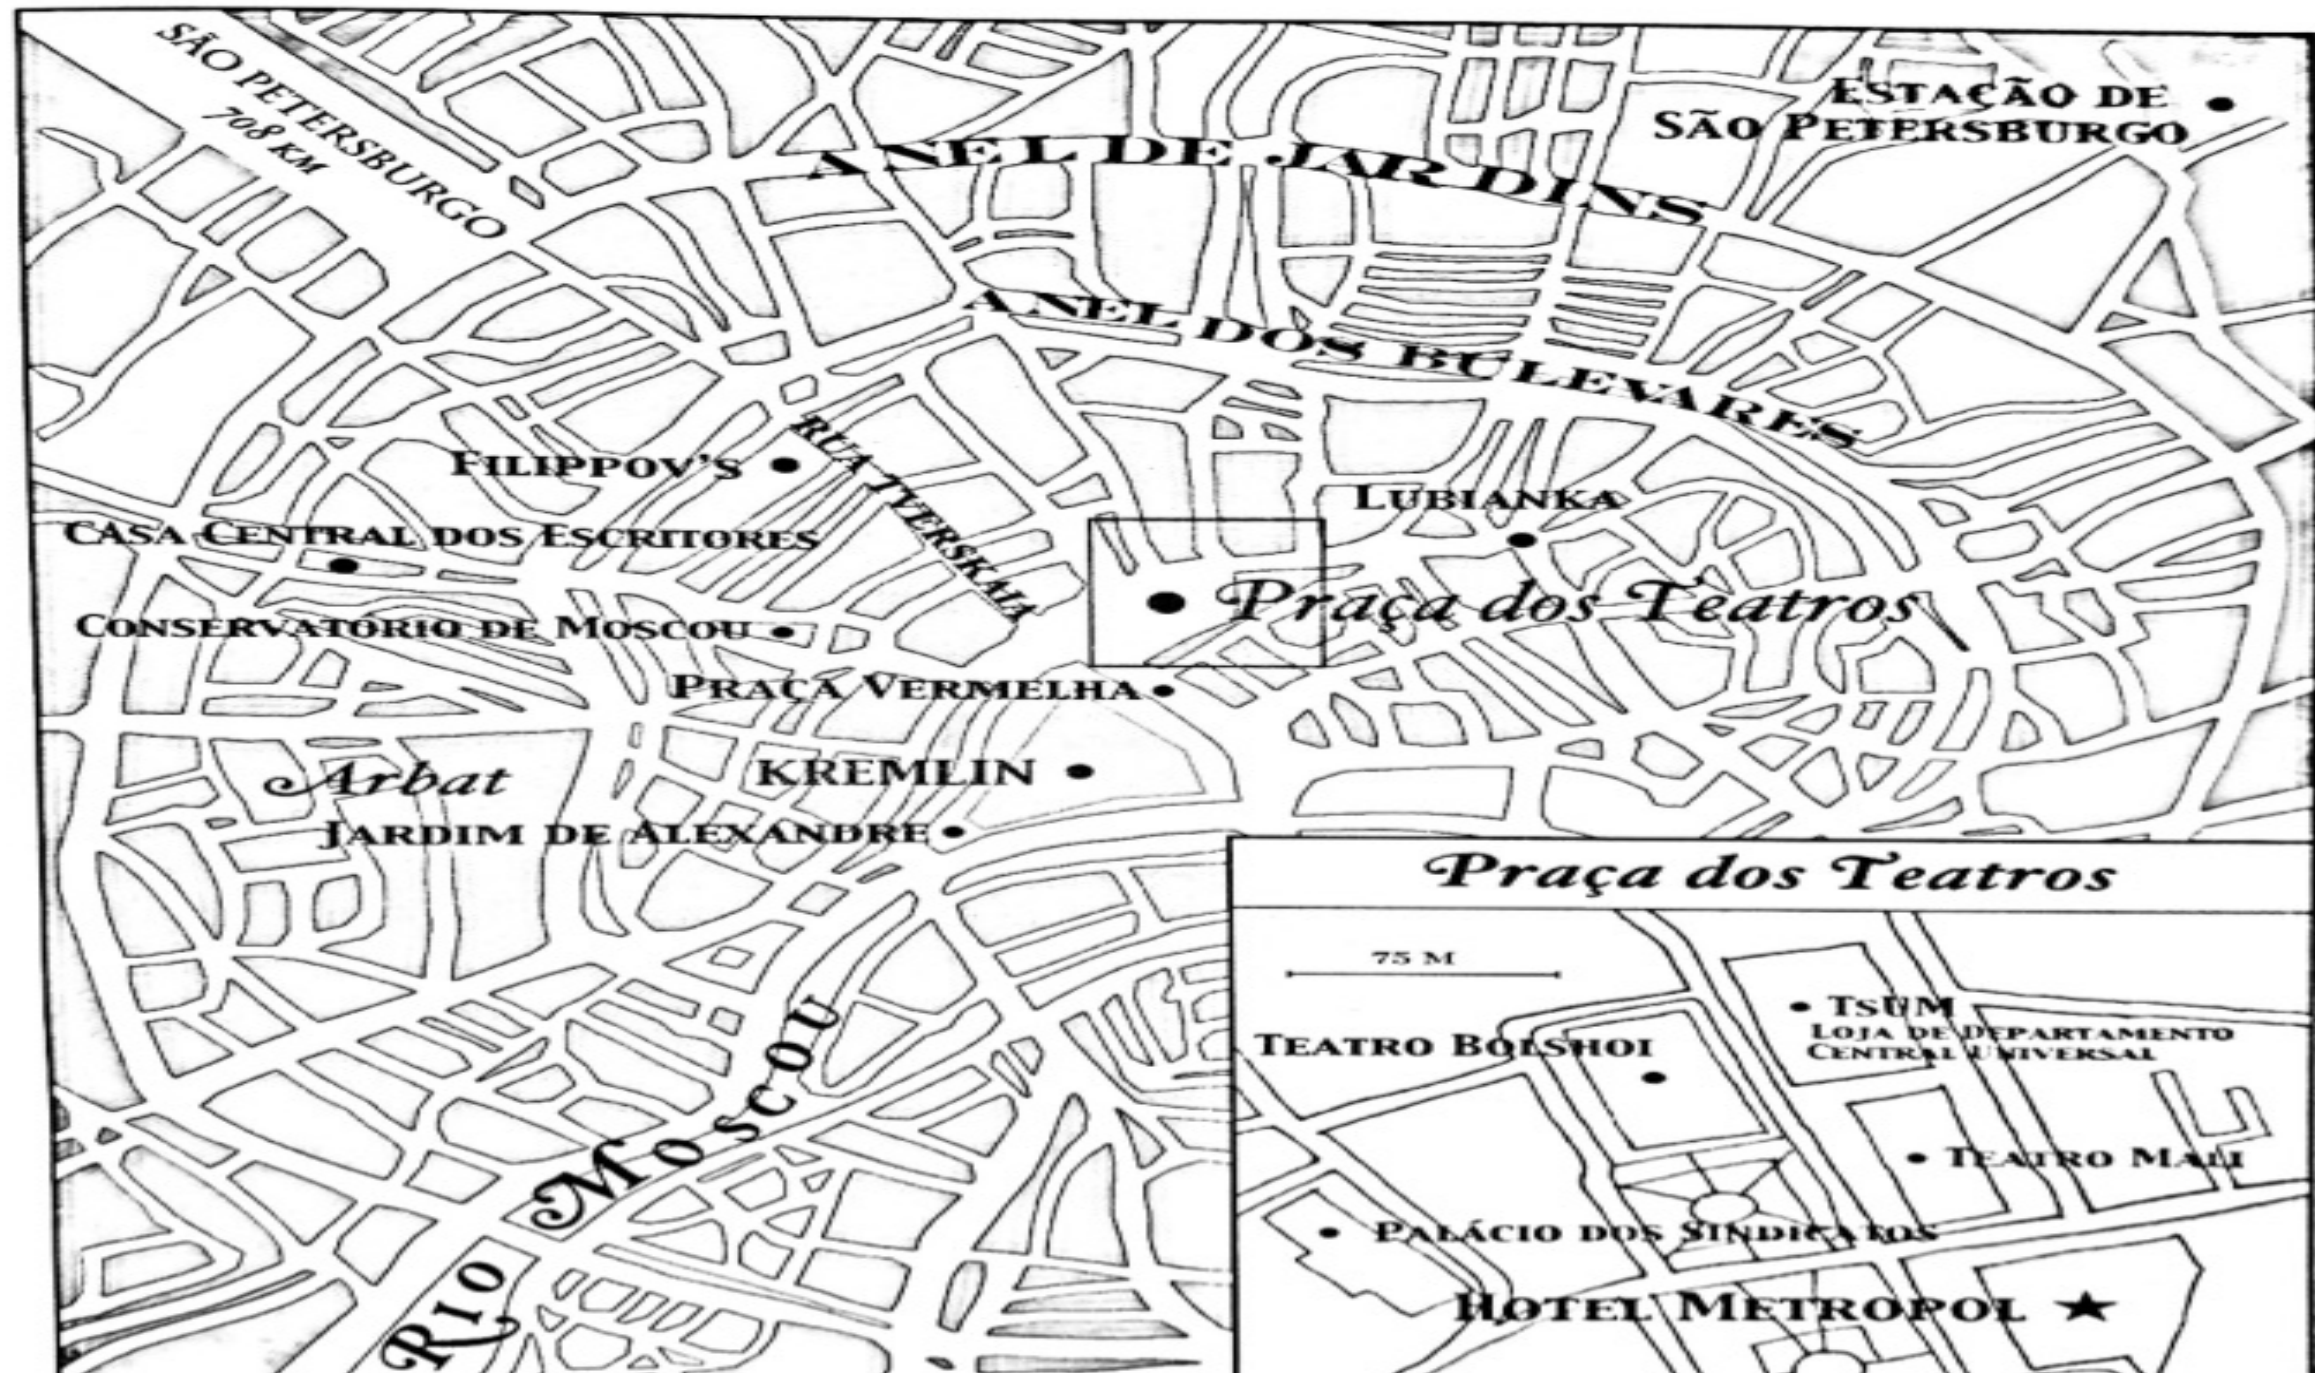 SÃO PETERSBURGO
708 KM
ESTAÇÃO DE
SÃO PETERSBURGO
ANEL DE JARDINS
ANEL DOS BULEVARES
RUA TVERSKAIA
FILIPPOV'S
LUBIANKA
CASA CENTRAL DOS ESCRITORES
Praça dos Teatros
CONSERVATÓRIO DE MOSCOU
PRAÇA VERMELHA
KREMLIN
Arbat
JARDIM DE ALEXANDRE
RIO MOSCOU
Praça dos Teatros
75 M
TSUM
LOJA DE DEPARTAMENTO
CENTRAL UNIVERSAL
TEATRO BOLSHOI
TEATRO MALI
PALÁCIO DOS SINDICATOS
HOTEL METROPOL